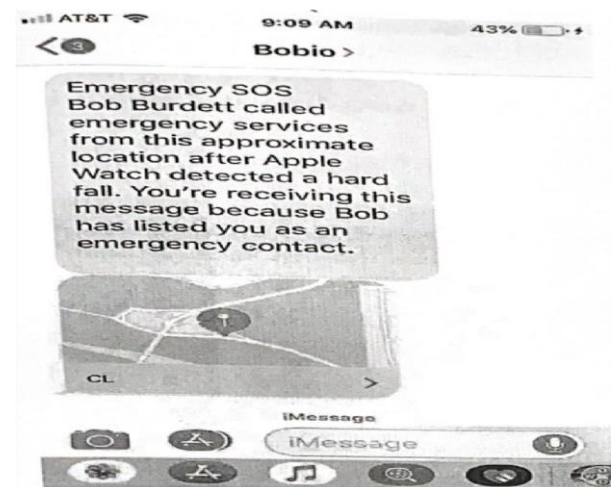 AT&T
9:09 AM
43%
3
Bobio >
Emergency SOS
Bob Burdett called
emergency services
from this approximate
location after Apple
Watch detected a hard
fall. You're receiving this
message because Bob
has listed you as an
emergency contact.
CL
iMessage
iMessage